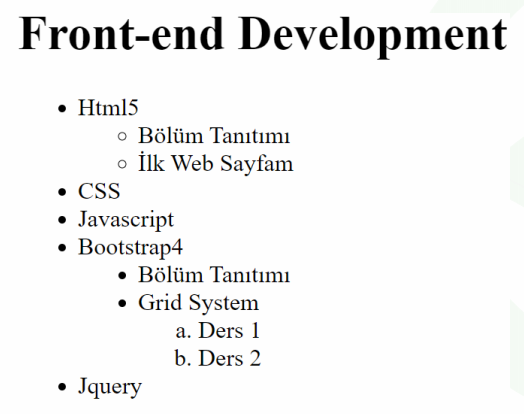 Front-end Development
• Html5
◦ Bölüm Tanıtımı
◦ İlk Web Sayfam
• CSS
• Javascript
• Bootstrap4
• Bölüm Tanıtımı
• Grid System
a. Ders 1
b. Ders 2
• Jquery